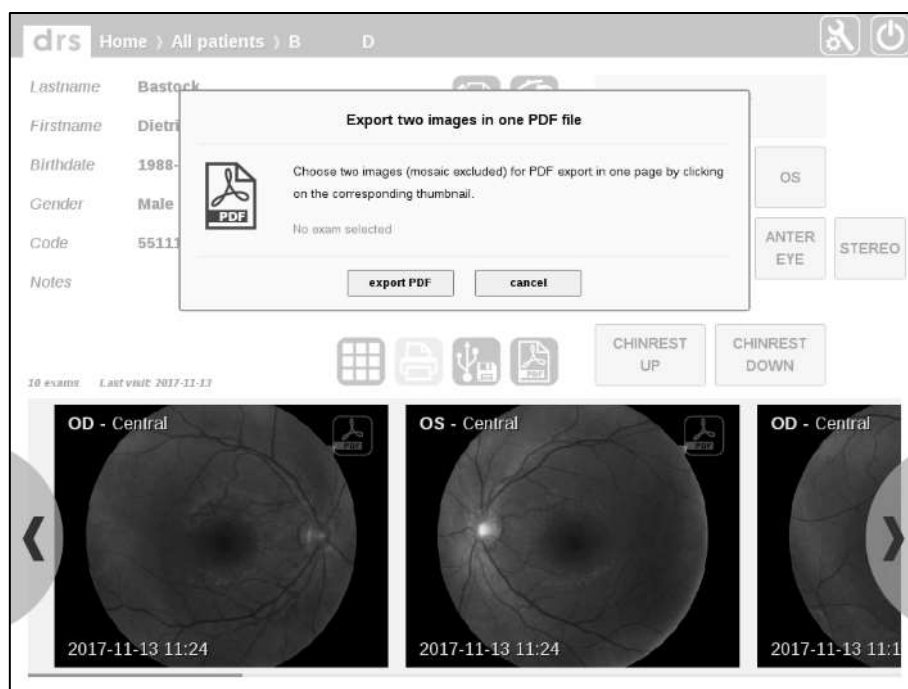 drs Home 〉 All patients 〉 B D
Lastname Bastock
Firstname Dietri
Birthdate 1988-
Gender Male
Code 55111
Notes
Export two images in one PDF file
Choose two images (mosaic excluded) for PDF export in one page by clicking
on the corresponding thumbnail.
No exam selected
PDF
export PDF cancel
OS
ANTER
EYE
STEREO
CHINREST
UP
CHINREST
DOWN
PDF
10 exams Last visit: 2017-11-13
OD - Central
PDF
2017-11-13 11:24
OS - Central
PDF
2017-11-13 11:24
OD - Central
2017-11-13 11:1